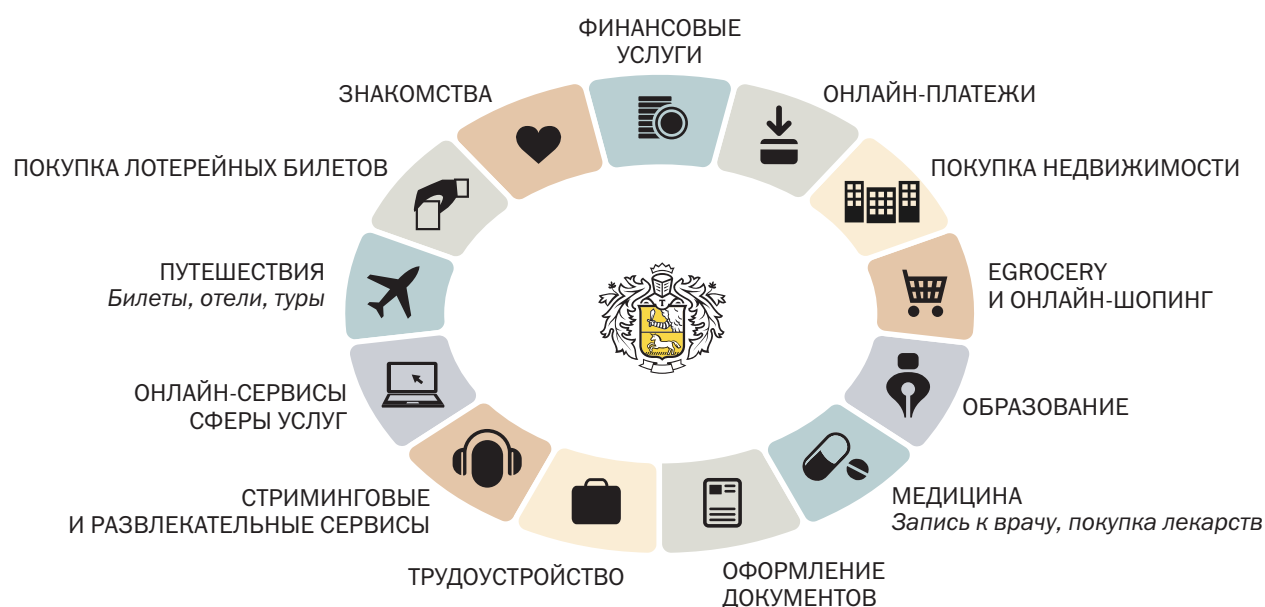 ФИНАНСОВЫЕ
УСЛУГИ
ЗНАКОМСТВА
ОНЛАЙН-ПЛАТЕЖИ
ПОКУПКА ЛОТЕРЕЙНЫХ БИЛЕТОВ
ПОКУПКА НЕДВИЖИМОСТИ
ПУТЕШЕСТВИЯ
Билеты, отели, туры
EGROCERY
И ОНЛАЙН-ШОПИНГ
ОНЛАЙН-СЕРВИСЫ
СФЕРЫ УСЛУГ
ОБРАЗОВАНИЕ
СТРИМИНГОВЫЕ
И РАЗВЛЕКАТЕЛЬНЫЕ СЕРВИСЫ
МЕДИЦИНА
Запись к врачу, покупка лекарств
ТРУДОУСТРОЙСТВО
ОФОРМЛЕНИЕ
ДОКУМЕНТОВ